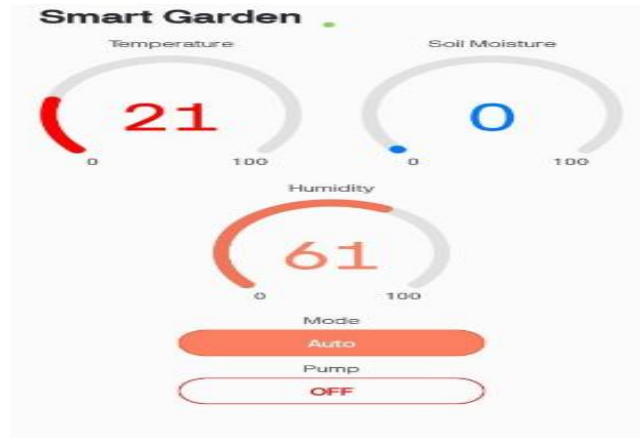 Smart Garden
Temperature Soil Moisture
21 0
0 100 0 100
Humidity
61
0 100
Mode
Auto
Pump
OFF